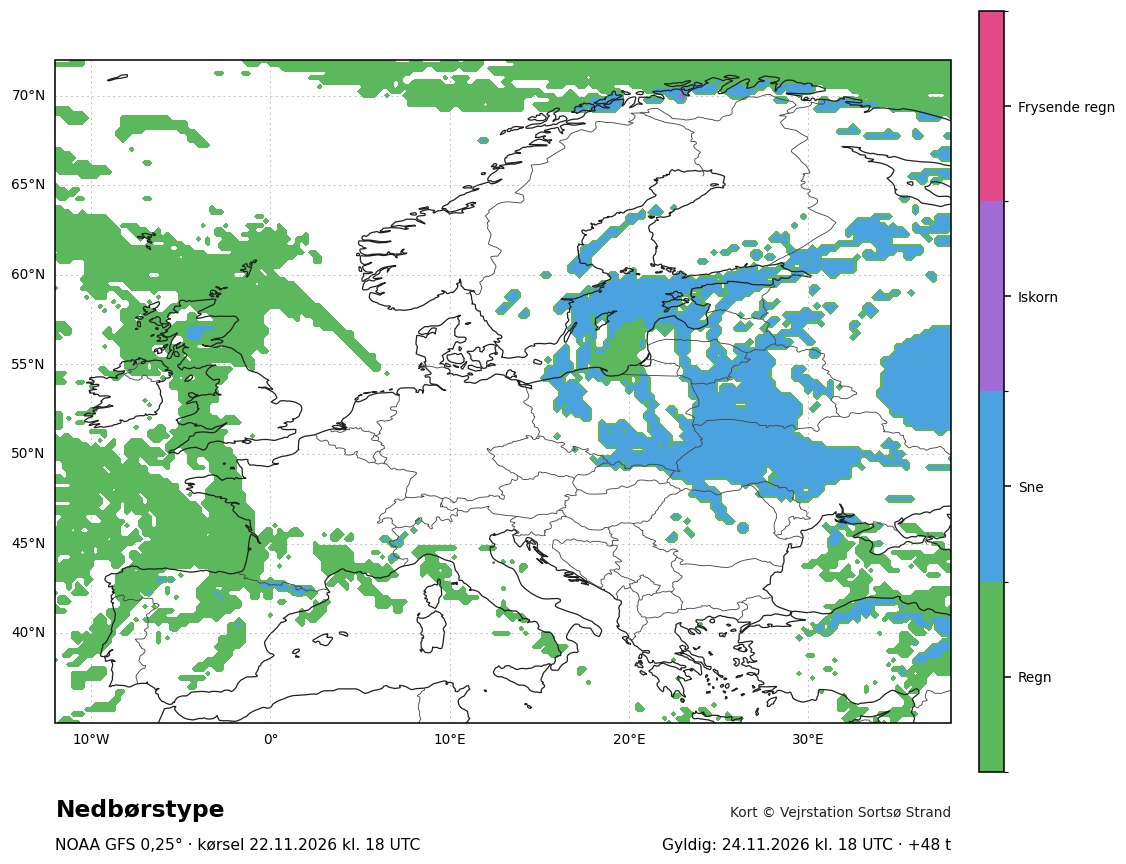 70°N
65°N
60°N
55°N
50°N
45°N
40°N
10°W
0°
10°E
20°E
30°E
Frysende regn
Iskorn
Sne
Regn
Nedbørstype
Kort © Vejrstation Sortsø Strand
NOAA GFS 0,25° · kørsel 22.11.2026 kl. 18 UTC
Gyldig: 24.11.2026 kl. 18 UTC · +48 t